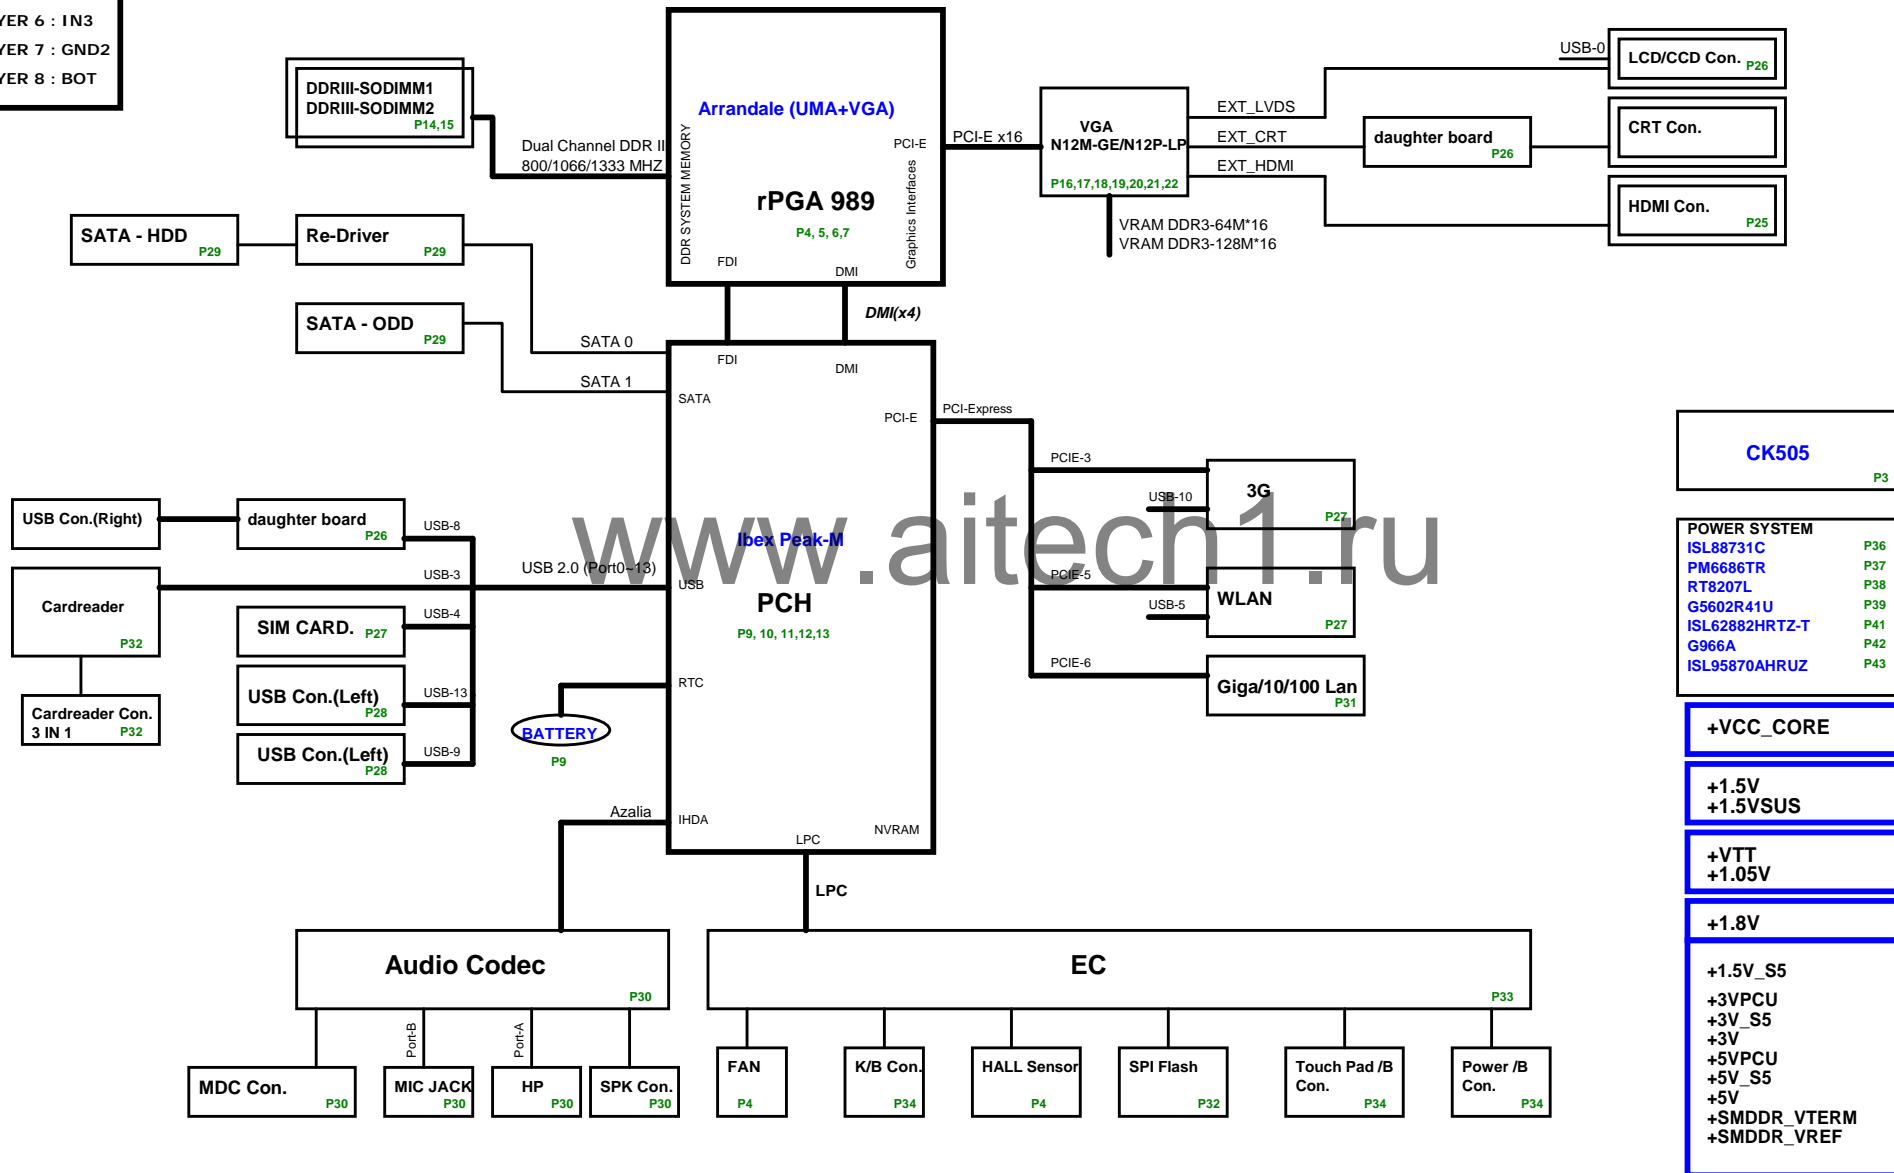 YER 6 : IN3
YER 7 : GND2
YER 8 : BOT
DDRIII-SODIMM1
DDRIII-SODIMM2
P14,15
Dual Channel DDR II
800/1066/1333 MHZ
DDR SYSTEM MEMORY
Arrandale (UMA+VGA)
PCI-E
Graphics Interfaces
rPGA 989
P4, 5, 6,7
FDI
DMI
PCI-E x16
VGA
N12M-GE/N12P-LP
P16,17,18,19,20,21,22
VRAM DDR3-64M*16
VRAM DDR3-128M*16
EXT_LVDS
EXT_CRT
EXT_HDMI
daughter board
P26
USB-0
LCD/CCD Con. P26
CRT Con.
HDMI Con.
P25
SATA - HDD
P29
Re-Driver
P29
SATA - ODD
P29
SATA 0
SATA 1
DMI(x4)
FDI
DMI
SATA
PCI-E
PCI-Express
PCIE-3
USB-10
3G
P27
PCIE-5
USB-5
WLAN
P27
PCIE-6
Giga/10/100 Lan
P31
www.aitech1.ru
Ibex Peak-M
USB
PCH
P9, 10, 11,12,13
RTC
IHDA
LPC
NVRAM
USB Con.(Right)
daughter board
P26
USB-8
USB 2.0 (Port0~13)
Cardreader
P32
USB-3
SIM CARD. P27
USB-4
USB Con.(Left)
P28
USB-13
USB Con.(Left)
P28
USB-9
Cardreader Con.
3 IN 1 P32
BATTERY
P9
Azalia
LPC
Audio Codec
P30
Port-B
Port-A
MDC Con.
P30
MIC JACK
P30
HP
P30
SPK Con.
P30
EC
P33
FAN
P4
K/B Con.
P34
HALL Sensor
P4
SPI Flash
P32
Touch Pad /B
Con.
P34
Power /B
Con.
P34
CK505
P3
POWER SYSTEM
ISL88731C P36
PM6686TR P37
RT8207L P38
G5602R41U P39
ISL62882HRTZ-T P41
G966A P42
ISL95870AHRUZ P43
+VCC_CORE
+1.5V
+1.5VSUS
+VTT
+1.05V
+1.8V
+1.5V_S5
+3VPCU
+3V_S5
+3V
+5VPCU
+5V_S5
+5V
+SMDDR_VTERM
+SMDDR_VREF